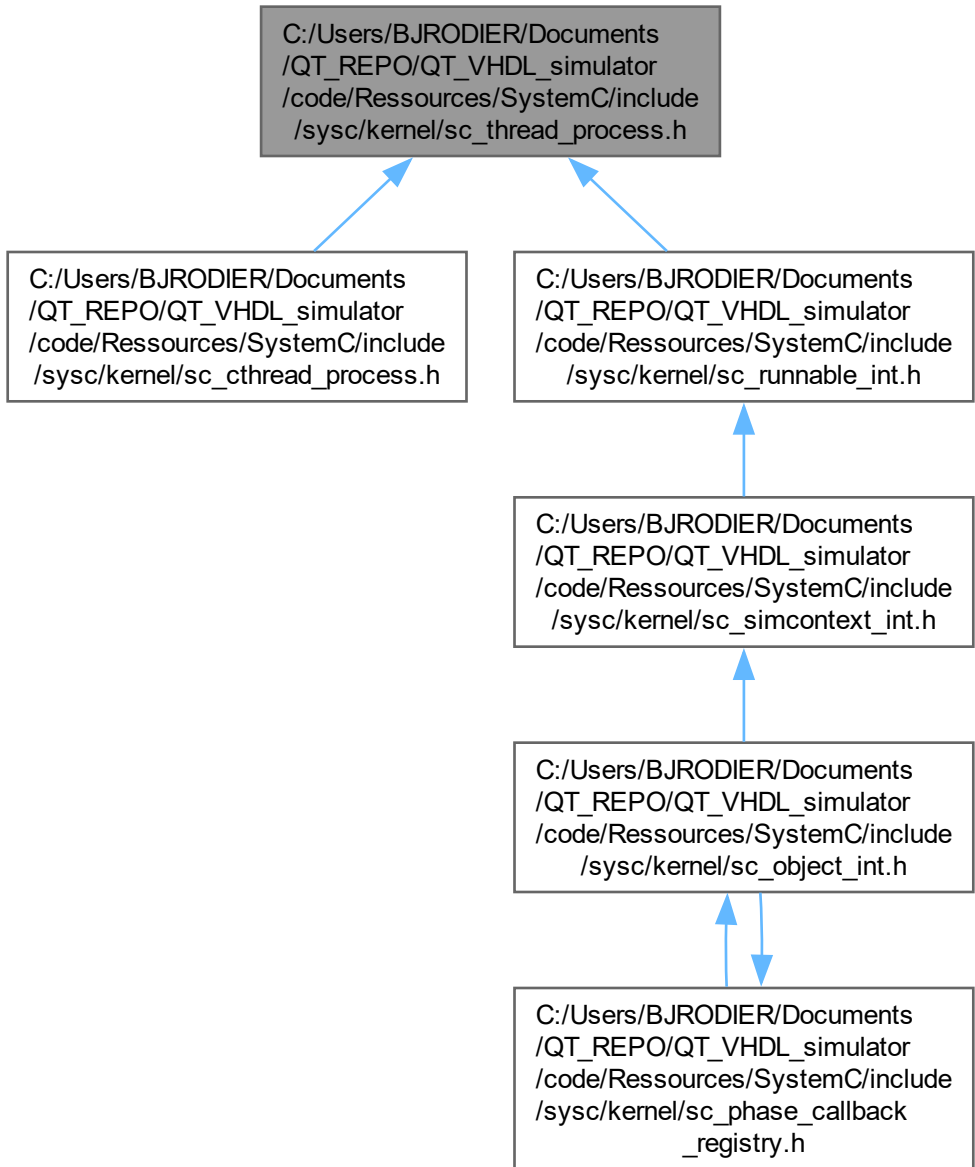 C:/Users/BJRODIER/Documents
/QT_REPO/QT_VHDL_simulator
/code/Ressources/SystemC/include
/sysc/kernel/sc_thread_process.h
C:/Users/BJRODIER/Documents
/QT_REPO/QT_VHDL_simulator
/code/Ressources/SystemC/include
/sysc/kernel/sc_cthread_process.h
C:/Users/BJRODIER/Documents
/QT_REPO/QT_VHDL_simulator
/code/Ressources/SystemC/include
/sysc/kernel/sc_runnable_int.h
C:/Users/BJRODIER/Documents
/QT_REPO/QT_VHDL_simulator
/code/Ressources/SystemC/include
/sysc/kernel/sc_simcontext_int.h
C:/Users/BJRODIER/Documents
/QT_REPO/QT_VHDL_simulator
/code/Ressources/SystemC/include
/sysc/kernel/sc_object_int.h
C:/Users/BJRODIER/Documents
/QT_REPO/QT_VHDL_simulator
/code/Ressources/SystemC/include
/sysc/kernel/sc_phase_callback
_registry.h